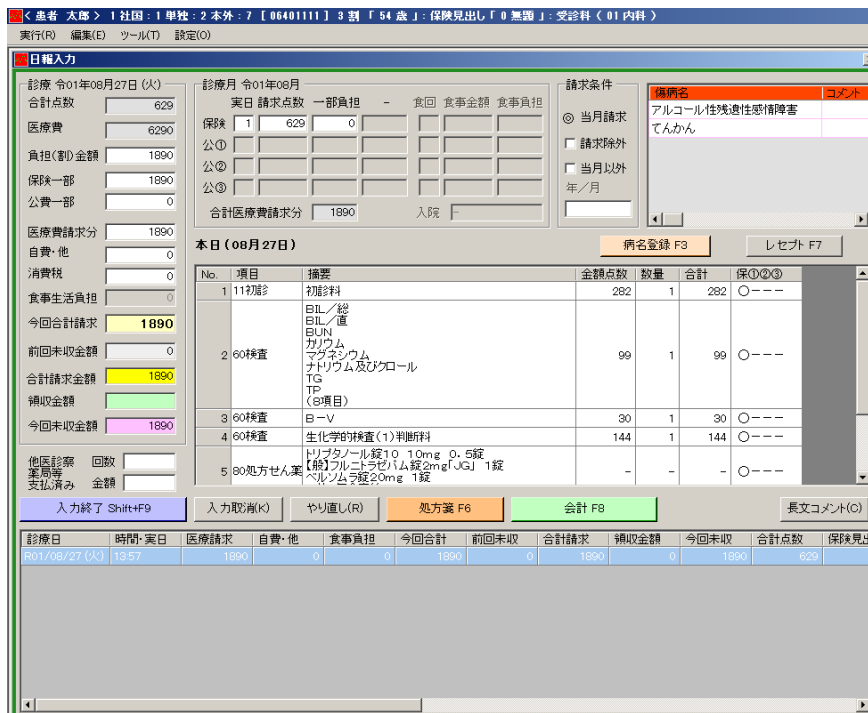 < 患者 太郎 > 1 社国 : 1 単独 : 2 本外 : 7 [ 06401111 ] 3 割 「 54 歳 」 : 保険見出し「 0 無題 」 : 受診科 ( 01 内科 )
実行(R) 編集(E) ツール(T) 設定(O)
日報入力
診療 令01年08月27日 (火)
合計点数 629
医療費 6290
負担(割)金額 1890
保険一部 1890
公費一部 0
医療費請求分 1890
自費・他 0
消費税 0
食事生活負担 0
今回合計請求 1890
前回未収金額 0
合計請求金額 1890
領収金額
今回未収金額 1890
他医診察 回数
薬局等
支払済み 金額
診療月 令01年08月
実日 請求点数 一部負担 - 食回 食事金額 食事負担
保険 1 629 0
公①
公②
公③
合計医療費請求分 1890 入院 -
請求条件
◎ 当月請求
請求除外
当月以外
年/月
傷病名 コメント
アルコール性残遺性感情障害
てんかん
本日(08月27日)
病名登録 F3
レセプト F7
No. 項目 摘要 金額点数 数量 合計 保①②③
1 11初診 初診料 282 1 282 ○---
2 60検査 BIL/総
BIL/直
BUN
カリウム
マグネシウム
ナトリウム及びクロール
TG
TP
(8項目) 99 1 99 ○---
3 60検査 B-V 30 1 30 ○---
4 60検査 生化学的検査(1)判断料 144 1 144 ○---
5 80処方せん薬 トリプタノール錠10 10mg 0.5錠
【般】フルニトラゼパム錠2mg「JG」 1錠
ベルソムラ錠20mg 1錠 - - ○---
入力終了 Shift+F9
入力取消(K)
やり直し(R)
処方箋 F6
会計 F8
長文コメント(C)
診療日 時間・実日 医療請求 自費・他 食事負担 今回合計 前回未収 合計請求 領収金額 今回未収 合計点数 保険見出
R01/08/27 (火) 13:57 1890 0 0 1890 0 1890 0 1890 629